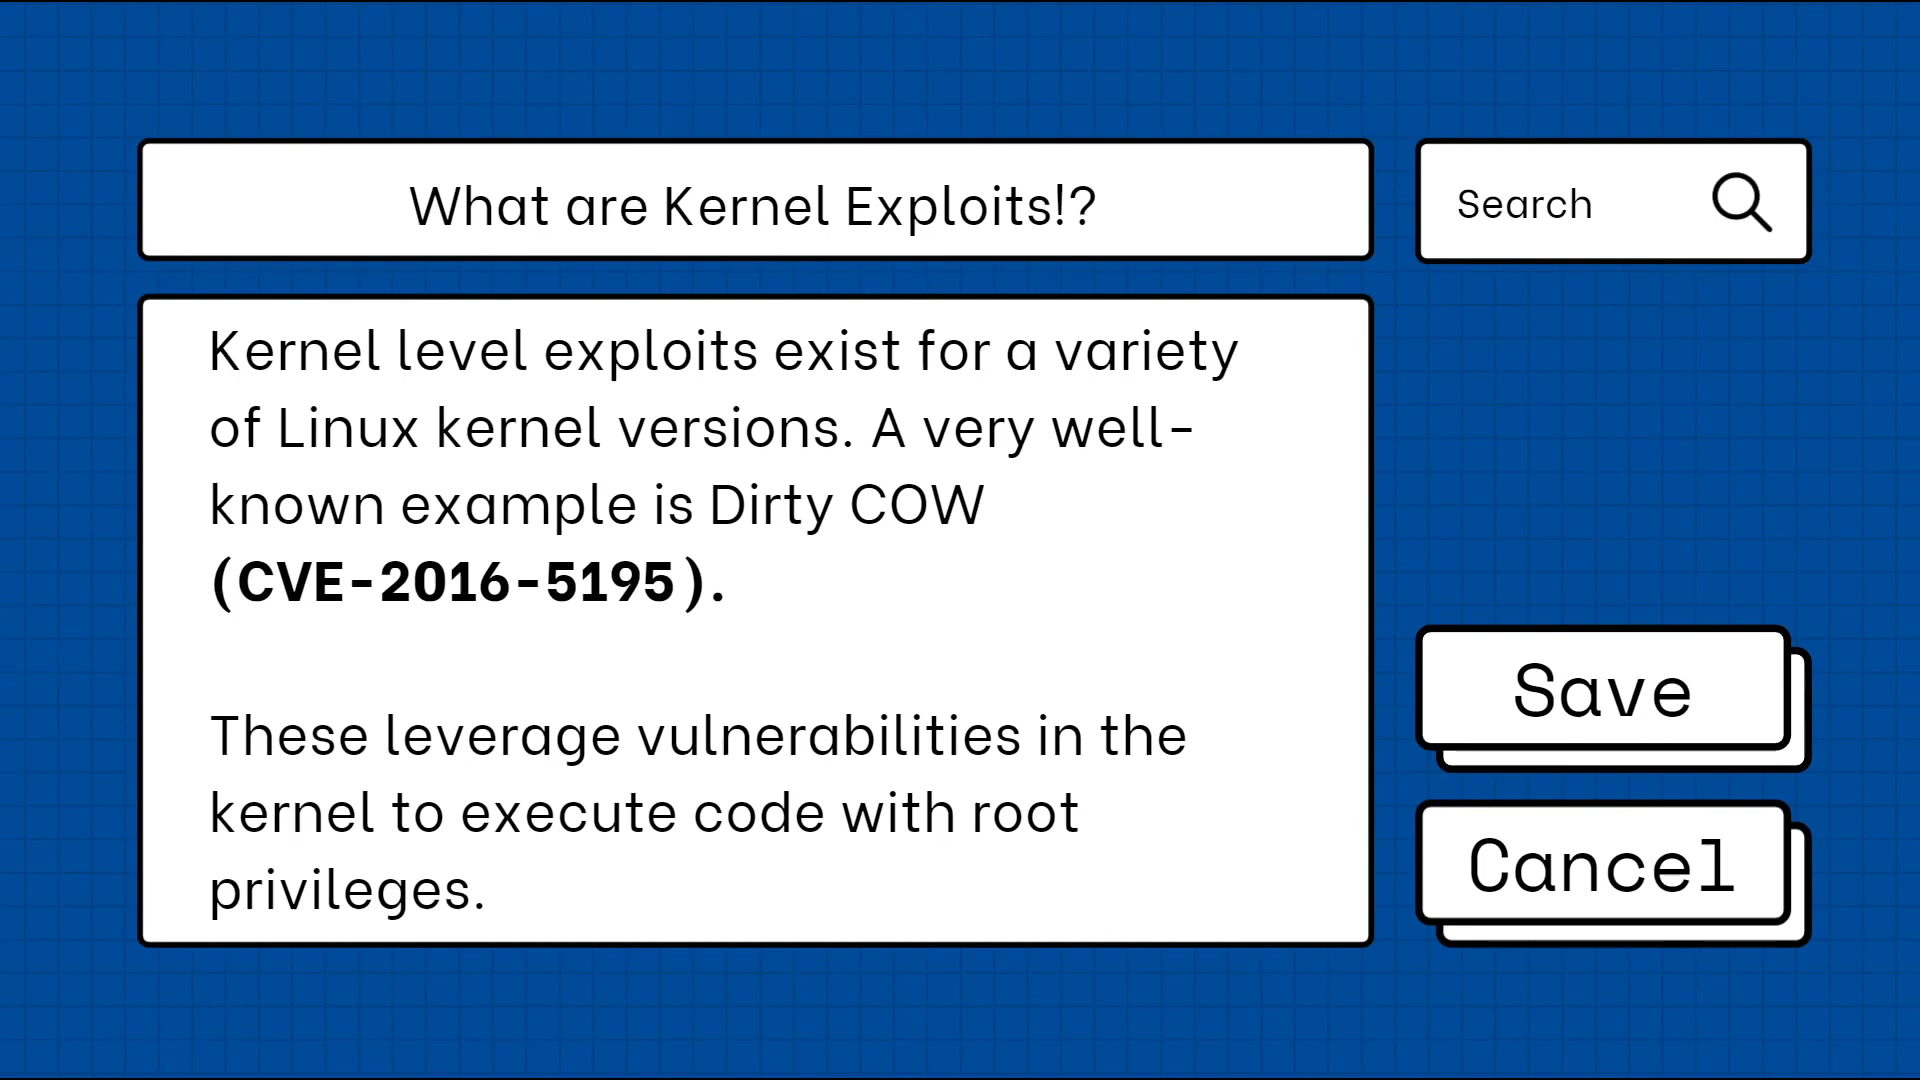 What are Kernel Exploits!?
Search
Kernel level exploits exist for a variety
of Linux kernel versions. A very well-
known example is Dirty COW
(CVE-2016-5195).
These leverage vulnerabilities in the
kernel to execute code with root
privileges.
Save
Cancel